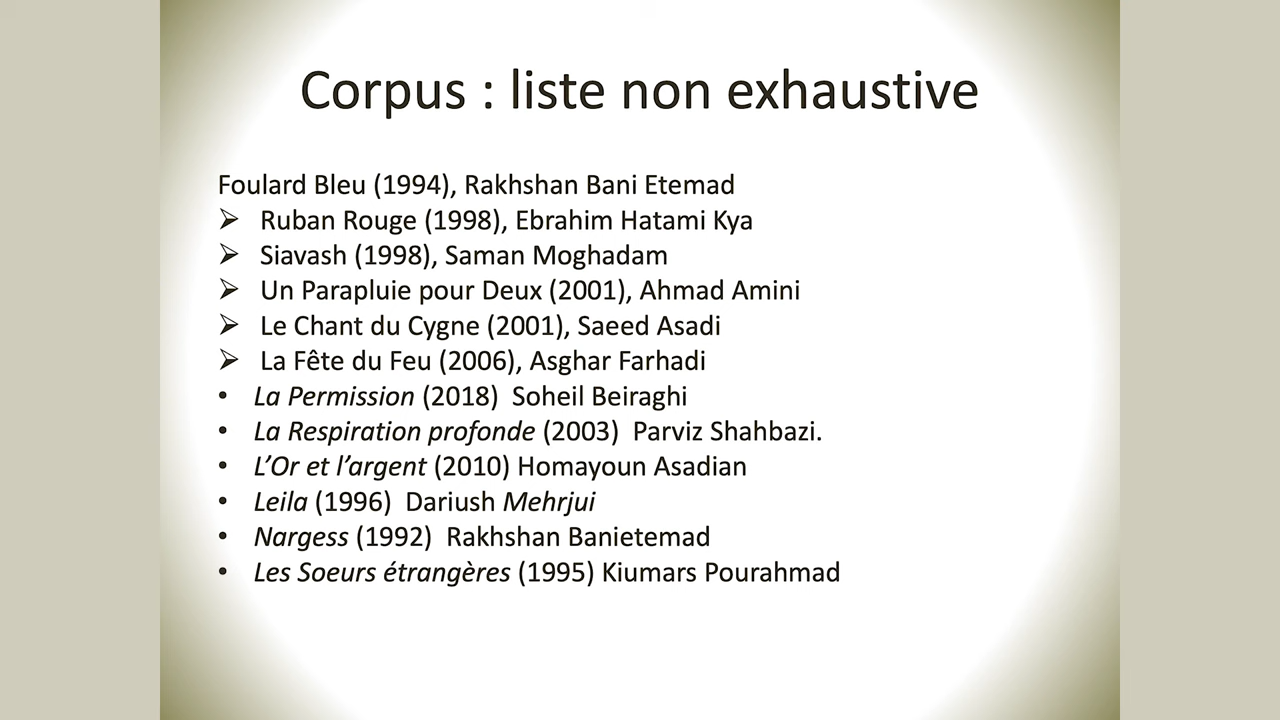 Corpus : liste non exhaustive
Foulard Bleu (1994), Rakhshan Bani Etemad
➢ Ruban Rouge (1998), Ebrahim Hatami Kya
➢ Siavash (1998), Saman Moghadam
➢ Un Parapluie pour Deux (2001), Ahmad Amini
➢ Le Chant du Cygne (2001), Saeed Asadi
➢ La Fête du Feu (2006), Asghar Farhadi
• La Permission (2018) Soheil Beiraghi
• La Respiration profonde (2003) Parviz Shahbazi.
• L’Or et l’argent (2010) Homayoun Asadian
• Leila (1996) Dariush Mehrjui
• Nargess (1992) Rakhshan Banietemad
• Les Soeurs étrangères (1995) Kiumars Pourahmad